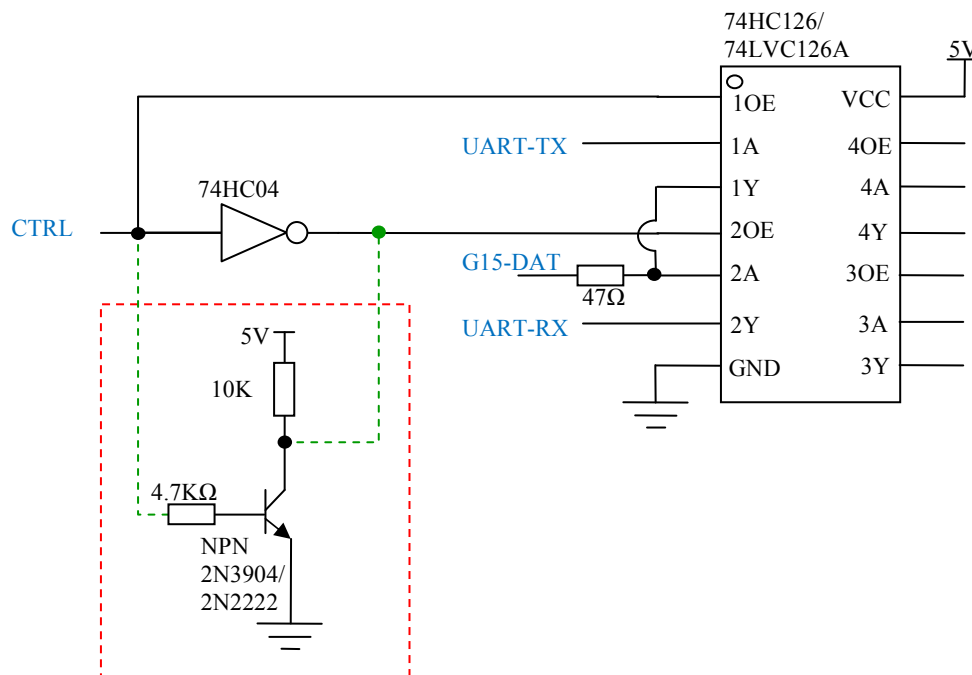 74HC126/
74LVC126A
5V
1OE VCC
UART-TX 1A 4OE
74HC04
1Y 4A
CTRL 2OE 4Y
G15-DAT 2A 3OE
47Ω
UART-RX 2Y 3A
5V
GND 3Y
10K
4.7KΩ
NPN
2N3904/
2N2222